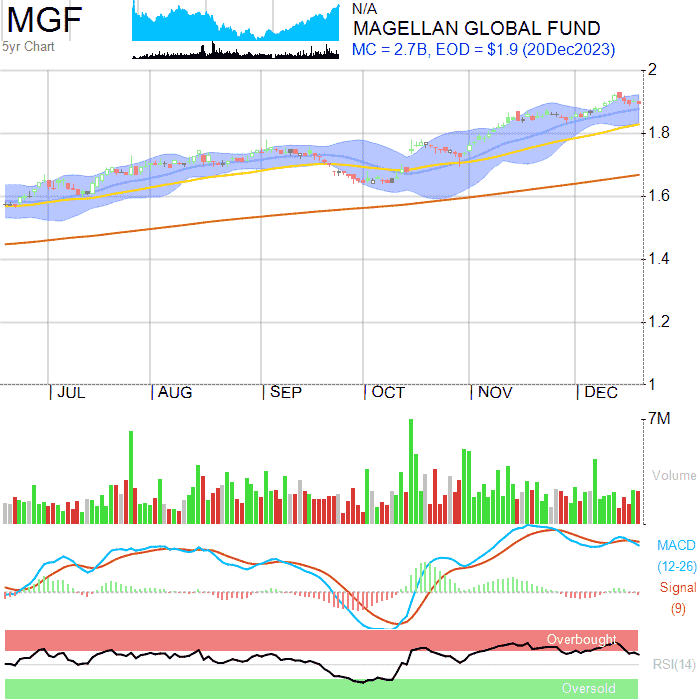 MGF
5yr Chart
N/A
MAGELLAN GLOBAL FUND
MC = 2.7B, EOD = $1.9 (20Dec2023)
2
1.8
1.6
1.4
1.2
1
JUL AUG SEP OCT NOV DEC
7M
Volume
MACD
(12-26)
Signal
(9)
Overbought
RSI(14)
Oversold